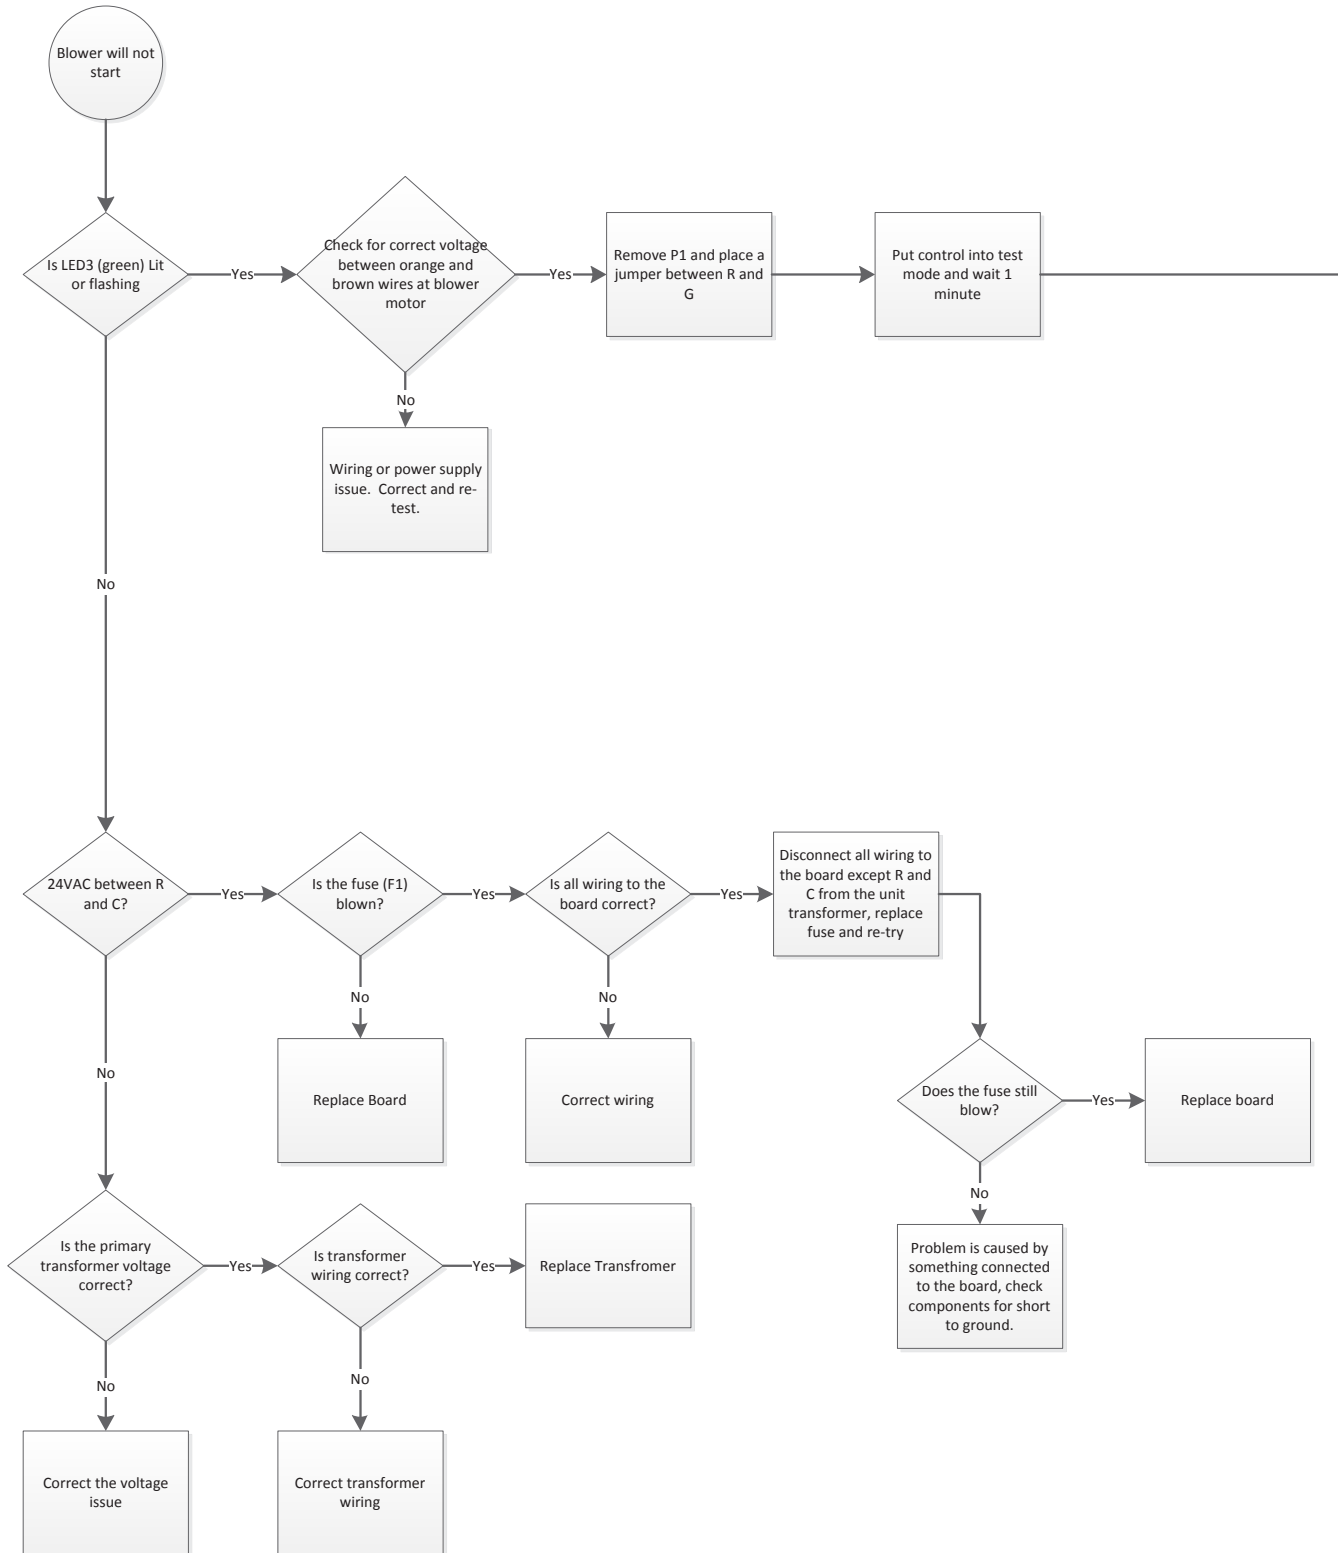 Blower will not
start
Is LED3 (green) Lit
or flashing
Yes
Check for correct voltage
between orange and
brown wires at blower
motor
Yes
Remove P1 and place a
jumper between R and
G
Put control into test
mode and wait 1
minute
No
Wiring or power supply
issue.  Correct and re-
test.
No
24VAC between R
and C?
Yes
Is the fuse (F1)
blown?
Yes
Is all wiring to the
board correct?
Yes
Disconnect all wiring to
the board except R and
C from the unit
transformer, replace
fuse and re-try
No
Replace Board
No
Correct wiring
Does the fuse still
blow?
Yes
Replace board
No
Problem is caused by
something connected
to the board, check
components for short
to ground.
No
Is the primary
transformer voltage
correct?
Yes
Is transformer
wiring correct?
Yes
Replace Transfromer
No
Correct the voltage
issue
No
Correct transformer
wiring